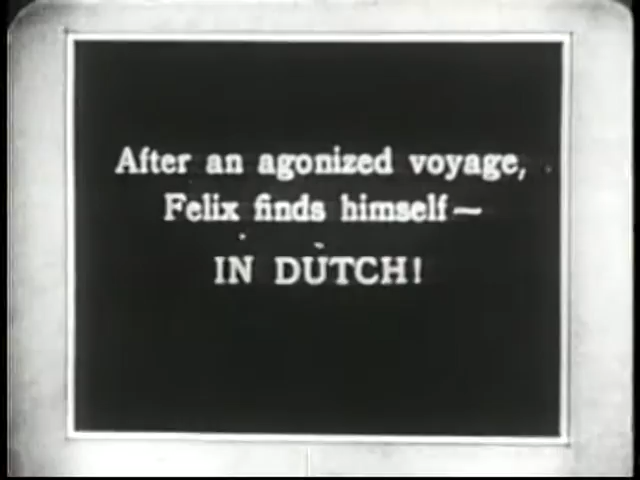 After an agonized voyage,
Felix finds himself—
IN DUTCH!